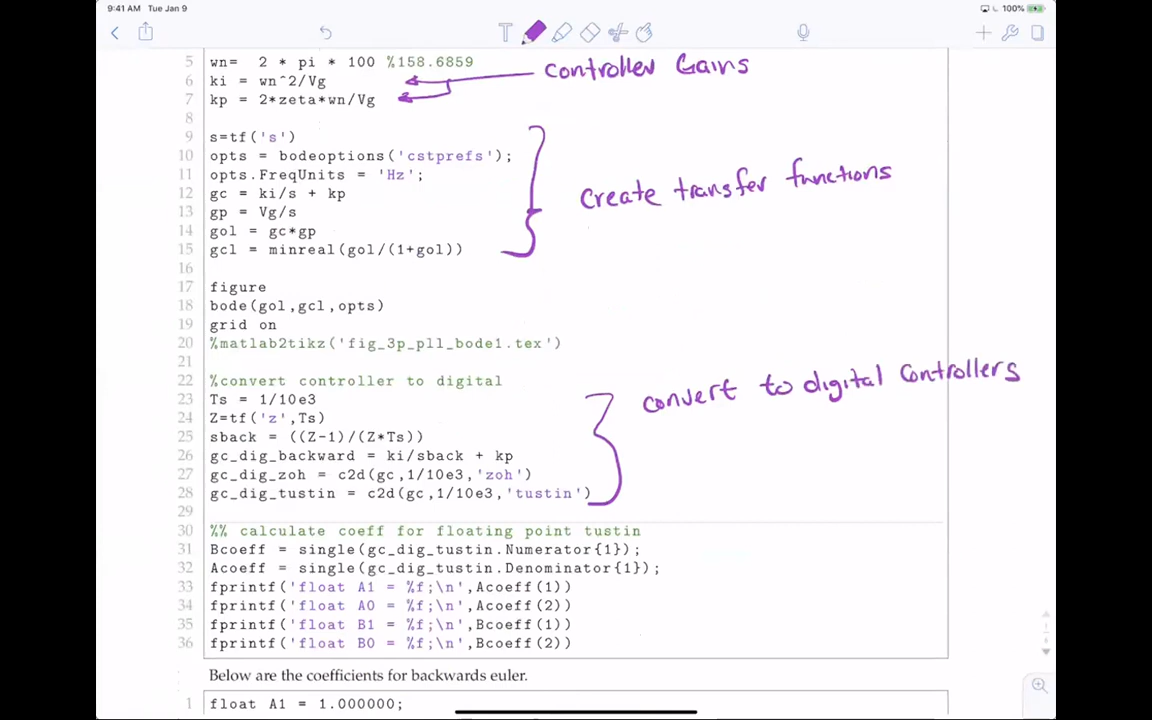 9:41 AM Tue Jan 9
100%
T
5 wn= 2 * pi * 100 %158.6859
controller Gains
6 ki = wn^2/Vg
7 kp = 2*zeta*wn/Vg
8
9 s=tf('s')
10 opts = bodeoptions('cstprefs');
11 opts.FreqUnits = 'Hz';
create transfer functions
12 gc = ki/s + kp
13 gp = Vg/s
14 gol = gc*gp
15 gcl = minreal(gol/(1+gol))
16
17 figure
18 bode(gol,gcl,opts)
19 grid on
20 %matlab2tikz('fig_3p_pll_bode1.tex')
21
22 %convert controller to digital
convert to digital controllers
23 Ts = 1/10e3
24 Z=tf('z',Ts)
25 sback = ((Z-1)/(Z*Ts))
26 gc_dig_backward = ki/sback + kp
27 gc_dig_zoh = c2d(gc,1/10e3,'zoh')
28 gc_dig_tustin = c2d(gc,1/10e3,'tustin')
29
30 %% calculate coeff for floating point tustin
31 Bcoeff = single(gc_dig_tustin.Numerator{1});
32 Acoeff = single(gc_dig_tustin.Denominator{1});
33 fprintf('float A1 = %f;\n',Acoeff(1))
34 fprintf('float A0 = %f;\n',Acoeff(2))
35 fprintf('float B1 = %f;\n',Bcoeff(1))
36 fprintf('float B0 = %f;\n',Bcoeff(2))
Below are the coefficients for backwards euler.
1 float A1 = 1.000000;